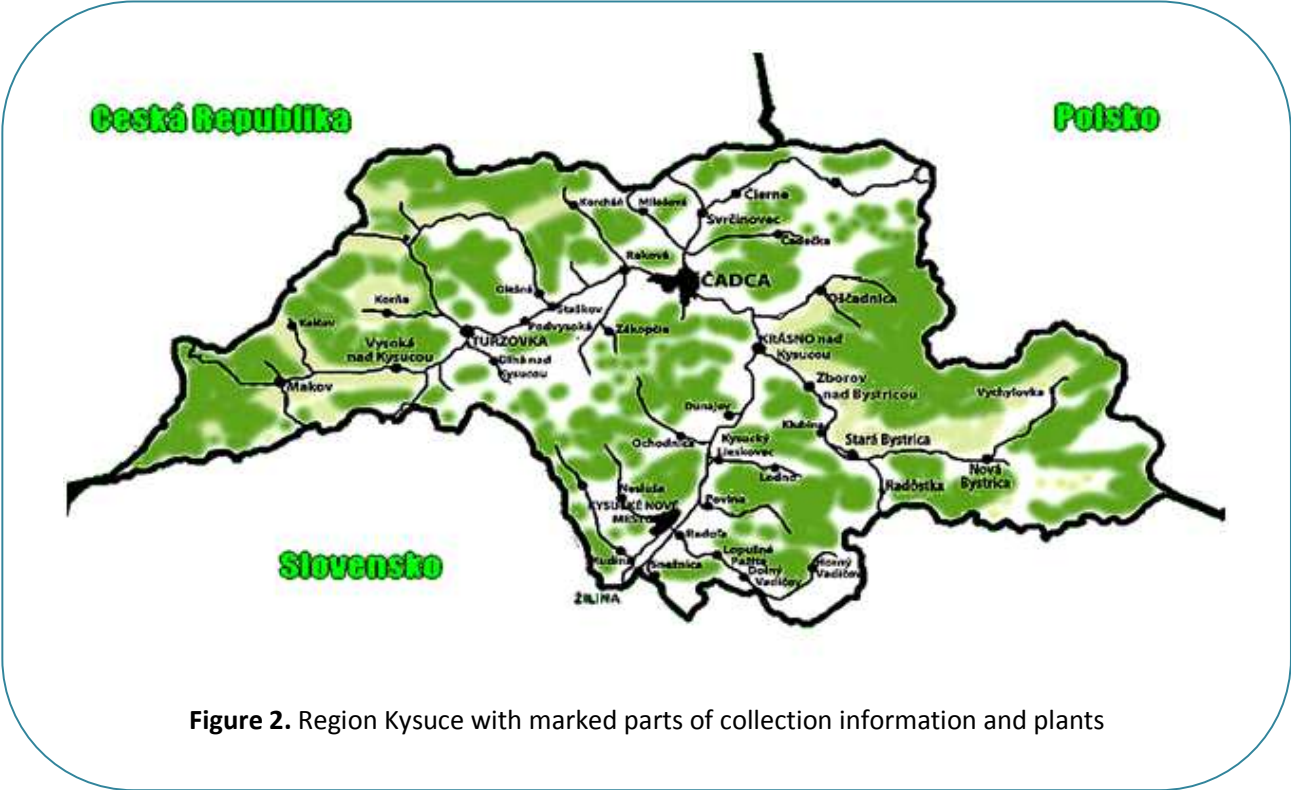 Česká Republika
Polsko
Korcháň
Milošová
Čierne
Svrčinovec
Čadečka
Raková
ČADCA
Oščadnica
Olešná
Staškov
Korňa
Podvysoká
Zákopčie
Kelčov
TURZOVKA
KRÁSNO nad
Kysucou
Vysoká
nad Kysucou
Dlhá nad
Kysucou
Makov
Zborov
nad Bystricou
Vychylovka
Dunajov
Klubina
Ochodnica
Kysucký
Lieskovec
Stará Bystrica
Lodno
Nová
Bystrica
Radôstka
Nesluša
KYSUCKÉ NOVÉ
MESTO
Povina
Radoľa
Lopušné
Pažite
Rudina
Snežnica
Dolný
Vadičov
Horný
Vadičov
Slovensko
ŽILINA
Figure 2. Region Kysuce with marked parts of collection information and plants